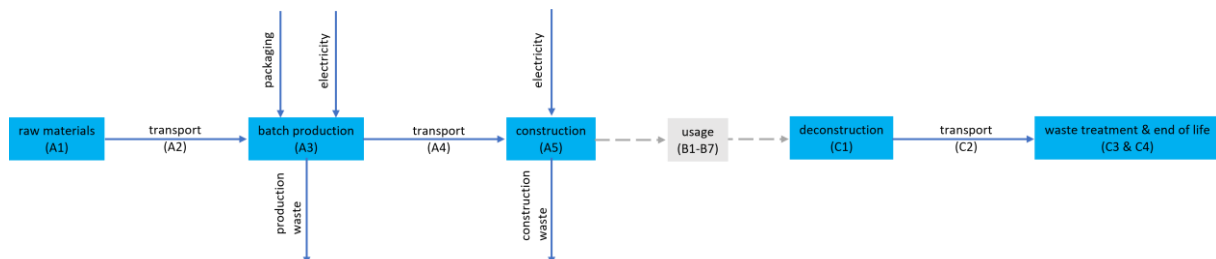 packaging
electricity
electricity
raw materials
(A1)
transport
(A2)
batch production
(A3)
transport
(A4)
construction
(A5)
usage
(B1-B7)
deconstruction
(C1)
transport
(C2)
waste treatment & end of life
(C3 & C4)
production
waste
construction
waste